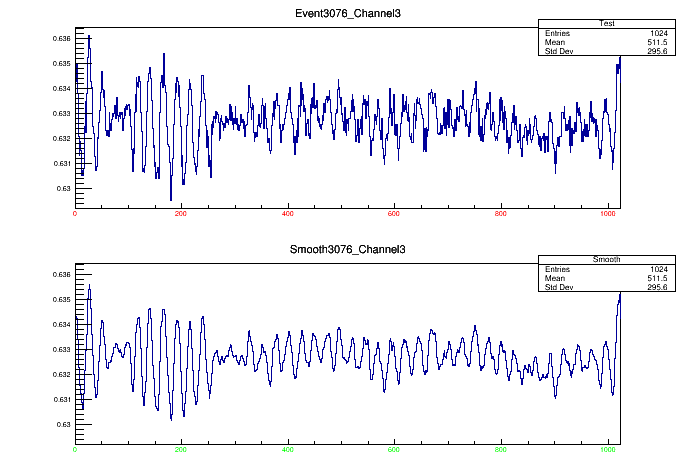 Event3076_Channel3
Test
Entries 1024
Mean 511.5
Std Dev 295.6
0.636
0.635
0.634
0.633
0.632
0.631
0.63
0 200 400 600 800 1000
Smooth3076_Channel3
Smooth
Entries 1024
Mean 511.5
Std Dev 295.6
0.636
0.635
0.634
0.633
0.632
0.631
0.63
0 200 400 600 800 1000